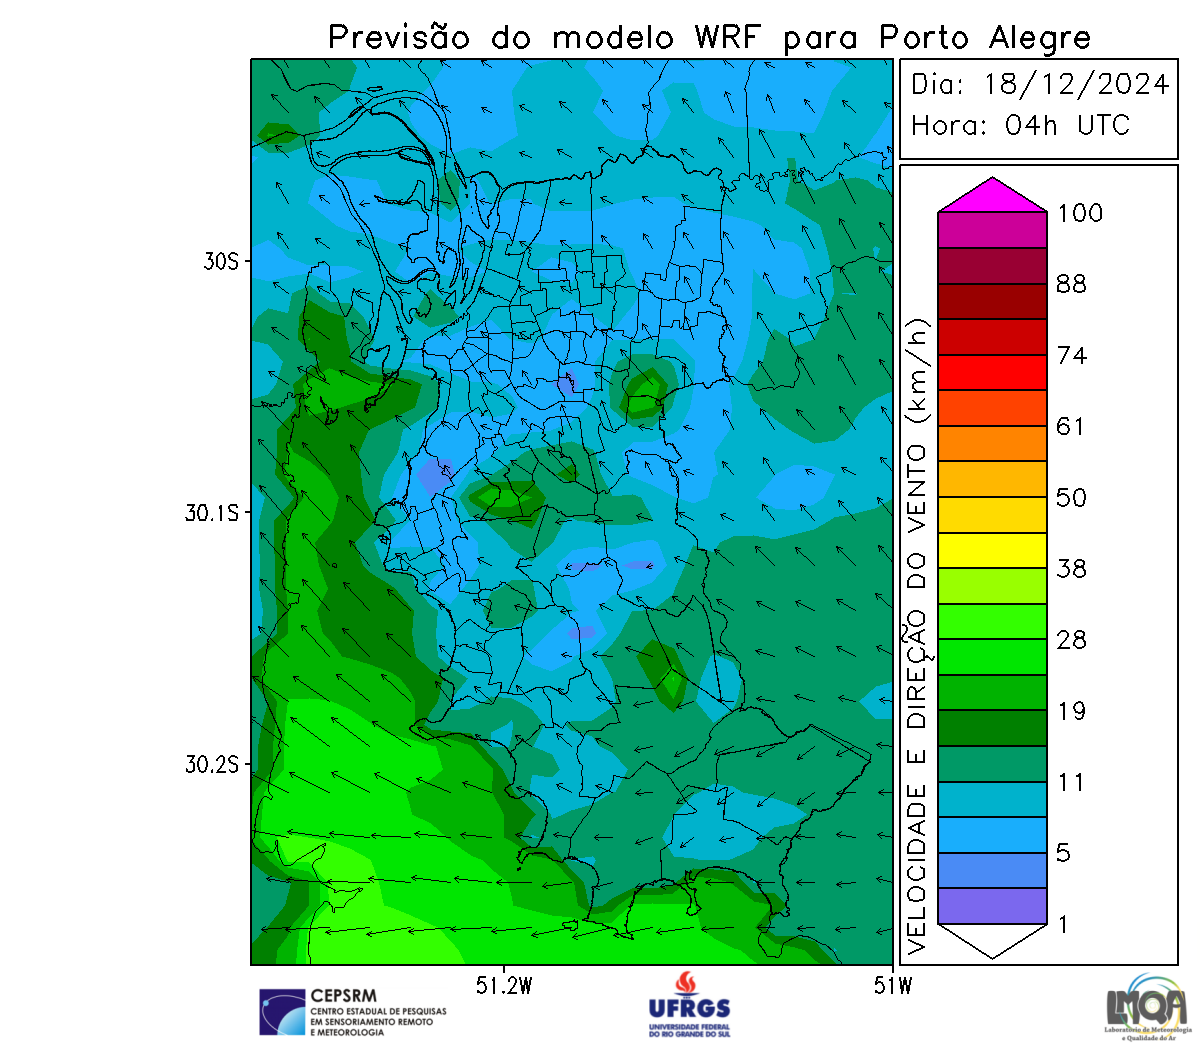 Previsão do modelo WRF para Porto Alegre
Dia: 18/12/2024
Hora: 04h UTC
100
88
74
61
50
38
28
19
11
5
1
VELOCIDADE E DIREÇÃO DO VENTO (km/h)
30S
30.1S
30.2S
51.2W
51W
CEPSRM
CENTRO ESTADUAL DE PESQUISAS
EM SENSORIAMENTO REMOTO
E METEOROLOGIA
UFRGS
UNIVERSIDADE FEDERAL
DO RIO GRANDE DO SUL
LMQA
Laboratório de Meteorologia
e Qualidade do Ar